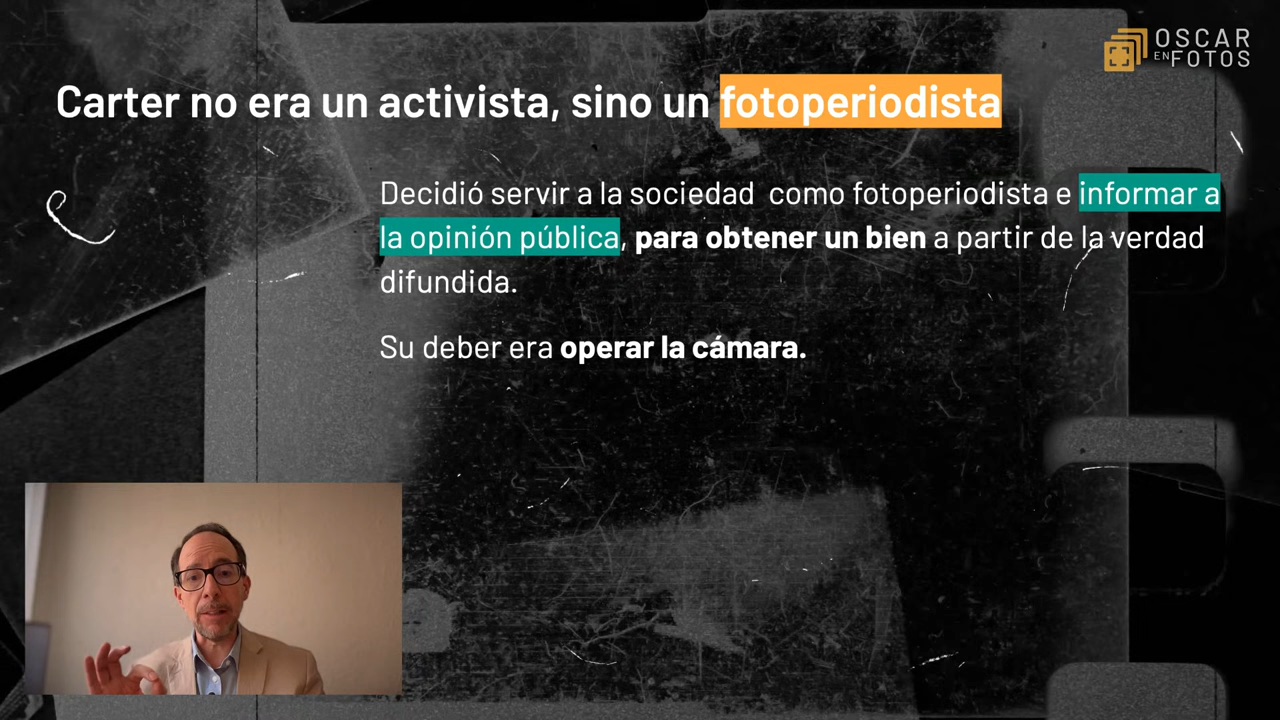 OSCAR
EN FOTOS
Carter no era un activista, sino un fotoperiodista
Decidió servir a la sociedad como fotoperiodista e informar a
la opinión pública, para obtener un bien a partir de la verdad
difundida.
Su deber era operar la cámara.